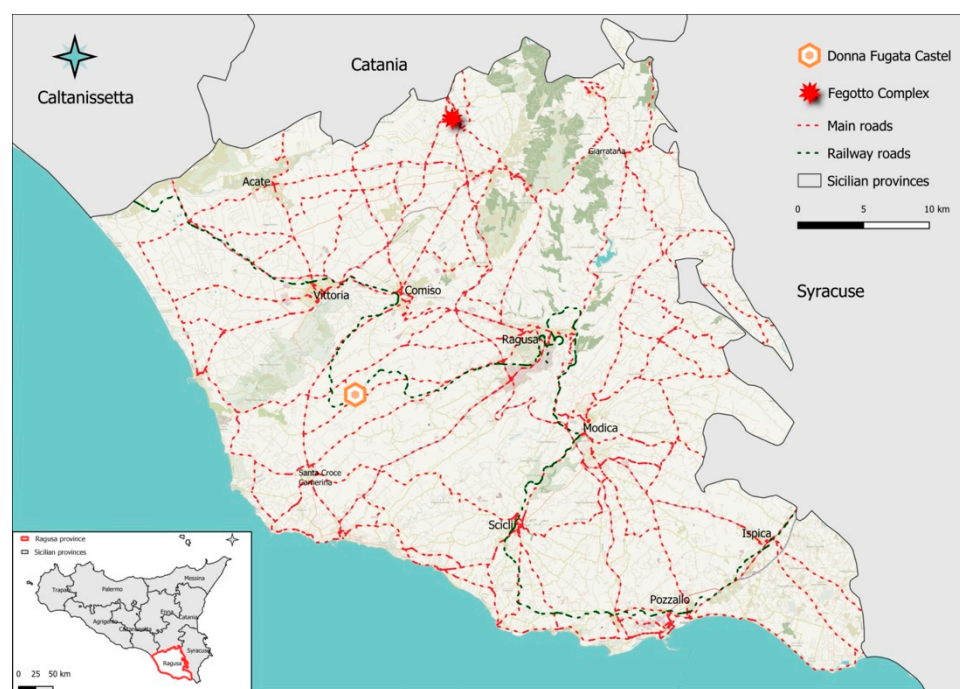 Catania
Caltanissetta
Donna Fugata Castel
Fegotto Complex
Main roads
Railway roads
Sicilian provinces
0 5 10 km
Giarratana
Acate
Syracuse
Vittoria
Comiso
Ragusa
Modica
Santa Croce
Camerina
Scicli
Ispica
Pozzallo
Ragusa province
Sicilian provinces
Messina
Trapani
Palermo
Enna
Catania
Agrigento
Caltanissetta
Syracuse
Ragusa
0 25 50 km